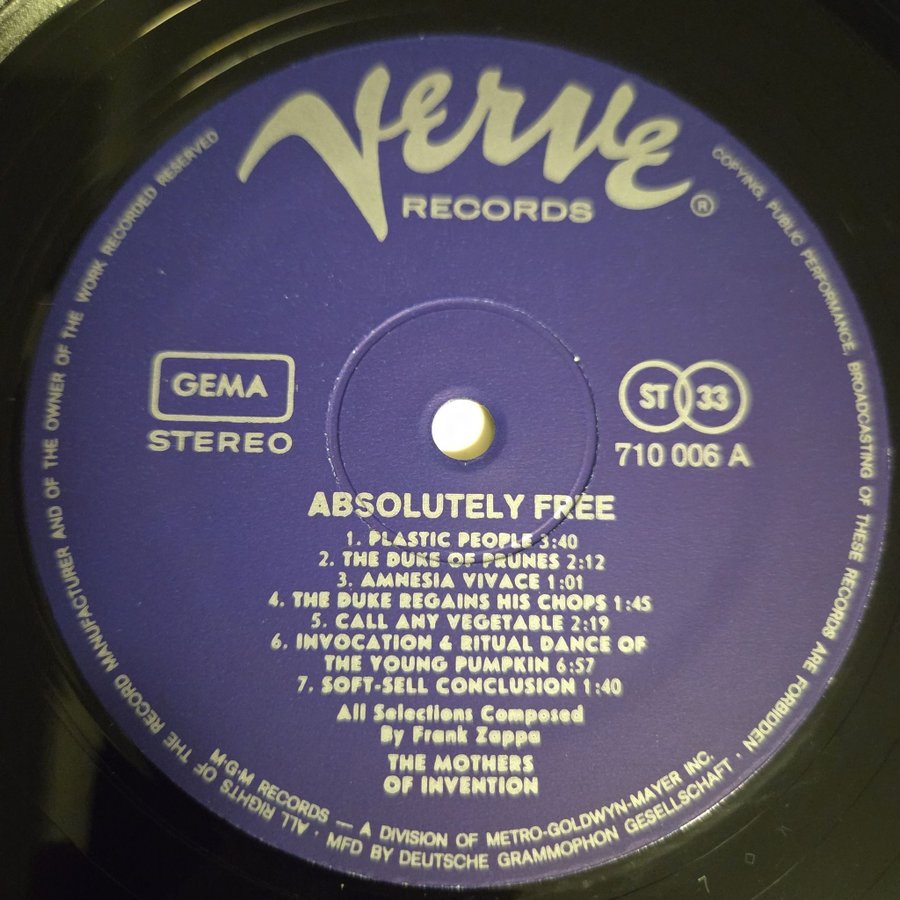 Verve
RECORDS ®
GEMA
STEREO
ST 33
710 006 A
ABSOLUTELY FREE
1. PLASTIC PEOPLE 3:40
2. THE DUKE OF PRUNES 2:12
3. AMNESIA VIVACE 1:01
4. THE DUKE REGAINS HIS CHOPS 1:45
5. CALL ANY VEGETABLE 2:19
6. INVOCATION & RITUAL DANCE OF
THE YOUNG PUMPKIN 6:57
7. SOFT-SELL CONCLUSION 1:40
All Selections Composed
By Frank Zappa
THE MOTHERS
OF INVENTION
M·G·M RECORDS — A DIVISION OF METRO-GOLDWYN-MAYER INC.
· ALL RIGHTS OF THE RECORD MANUFACTURER AND OF THE OWNER OF THE WORK RECORDED RESERVED
COPYING, PUBLIC PERFORMANCE, BROADCASTING OF THESE RECORDS ARE FORBIDDEN ·
MFD BY DEUTSCHE GRAMMOPHON GESELLSCHAFT
7